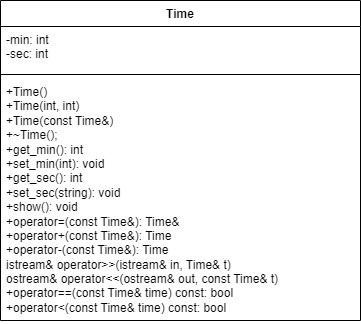 Time
-min: int
-sec: int
+Time()
+Time(int, int)
+Time(const Time&)
+~Time();
+get_min(): int
+set_min(int): void
+get_sec(): int
+set_sec(string): void
+show(): void
+operator=(const Time&): Time&
+operator+(const Time&): Time
+operator-(const Time&): Time
istream& operator>>(istream& in, Time& t)
ostream& operator<<(ostream& out, const Time& t)
+operator==(const Time& time) const: bool
+operator<(const Time& time) const: bool